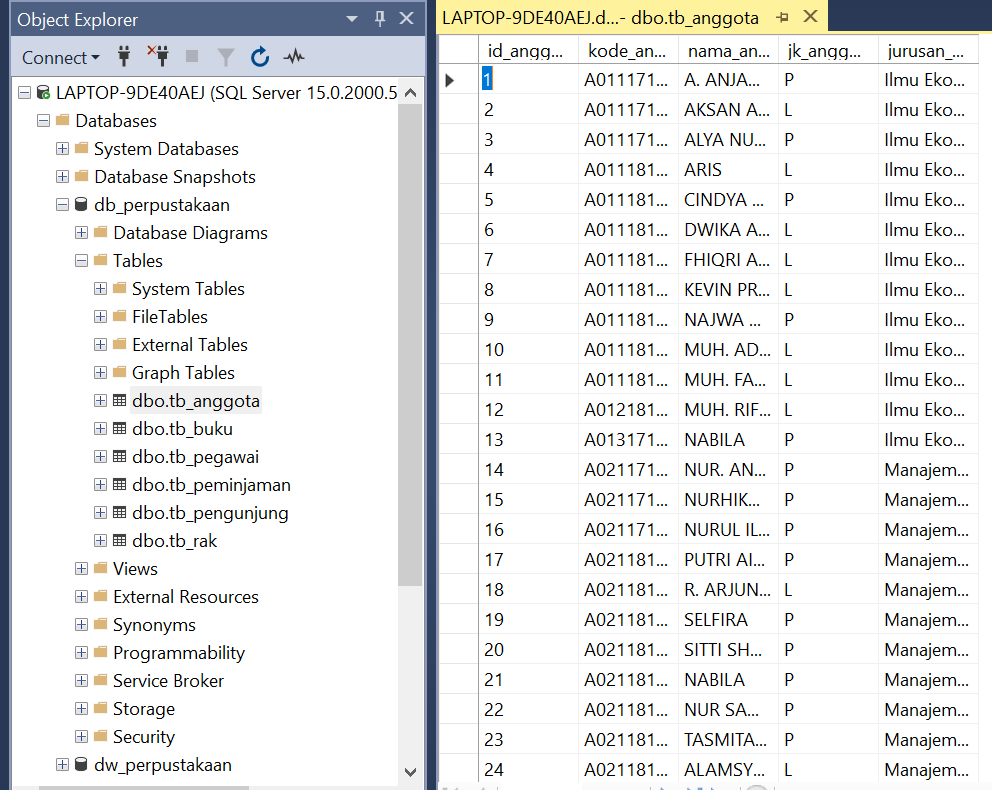 Object Explorer
Connect
LAPTOP-9DE40AEJ (SQL Server 15.0.2000.5
Databases
System Databases
Database Snapshots
db_perpustakaan
Database Diagrams
Tables
System Tables
FileTables
External Tables
Graph Tables
dbo.tb_anggota
dbo.tb_buku
dbo.tb_pegawai
dbo.tb_peminjaman
dbo.tb_pengunjung
dbo.tb_rak
Views
External Resources
Synonyms
Programmability
Service Broker
Storage
Security
dw_perpustakaan
LAPTOP-9DE40AEJ.d...- dbo.tb_anggota
id_angg... kode_an... nama_an... jk_angg... jurusan_...
1 A011171... A. ANJA... P Ilmu Eko...
2 A011181... AKSAN A... L Ilmu Eko...
3 A011171... ALYA NU... P Ilmu Eko...
4 A011181... ARIS L Ilmu Eko...
5 A011181... CINDYA ... P Ilmu Eko...
6 A011181... DWIKA A... L Ilmu Eko...
7 A011181... FHIQRI A... L Ilmu Eko...
8 A011181... KEVIN PR... L Ilmu Eko...
9 A011181... NAJWA ... P Ilmu Eko...
10 A011181... MUH. AD... L Ilmu Eko...
11 A011181... MUH. FA... L Ilmu Eko...
12 A012181... MUH. RIF... L Ilmu Eko...
13 A013171... NABILA P Ilmu Eko...
14 A021171... NUR. AN... P Manajem...
15 A021171... NURHIK... P Manajem...
16 A021171... NURUL IL... P Manajem...
17 A021181... PUTRI AI... P Manajem...
18 A021181... R. ARJUN... L Manajem...
19 A021181... SELFIRA P Manajem...
20 A021181... SITTI SH... P Manajem...
21 A021181... NABILA P Manajem...
22 A021181... NUR SA... P Manajem...
23 A021181... TASMITA... P Manajem...
24 A021181... ALAMSY... L Manajem...